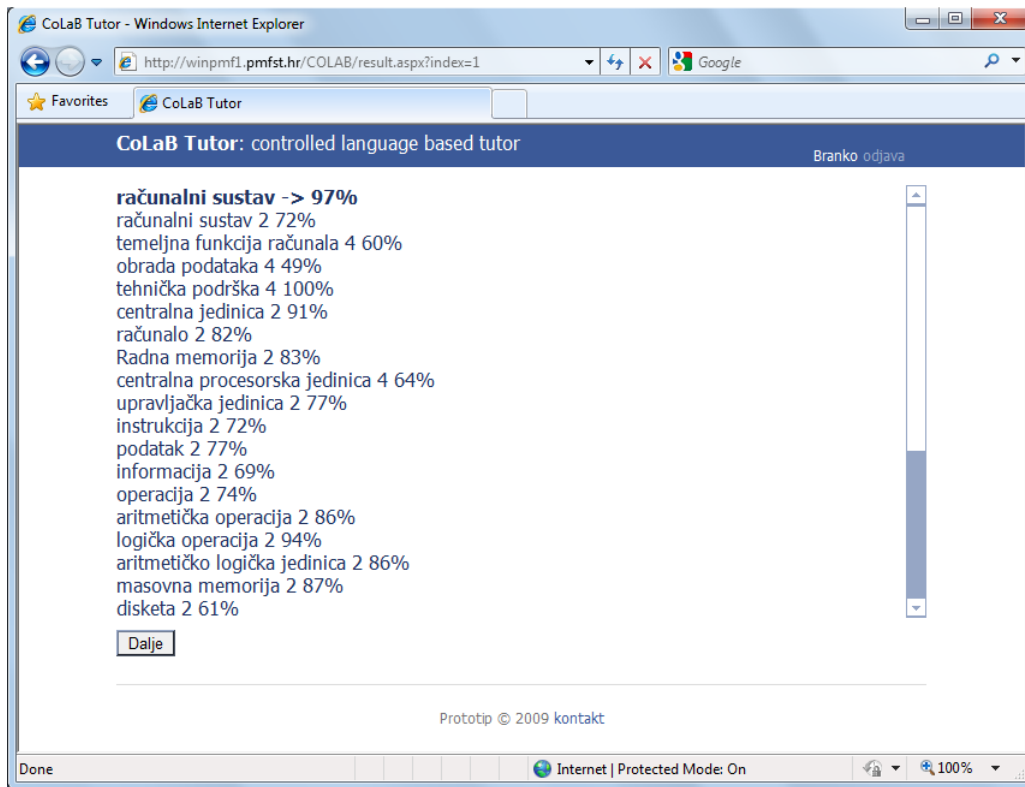 CoLaB Tutor - Windows Internet Explorer
http://winpmf1.pmfst.hr/COLAB/result.aspx?index=1
Google
Favorites
CoLaB Tutor
CoLaB Tutor: controlled language based tutor
Branko odjava
računalni sustav -> 97%
računalni sustav 2 72%
temeljna funkcija računala 4 60%
obrada podataka 4 49%
tehnička podrška 4 100%
centralna jedinica 2 91%
računalo 2 82%
Radna memorija 2 83%
centralna procesorska jedinica 4 64%
upravljačka jedinica 2 77%
instrukcija 2 72%
podatak 2 77%
informacija 2 69%
operacija 2 74%
aritmetička operacija 2 86%
logička operacija 2 94%
aritmetičko logička jedinica 2 86%
masovna memorija 2 87%
disketa 2 61%
Dalje
Prototip © 2009 kontakt
Done
Internet | Protected Mode: On
100%